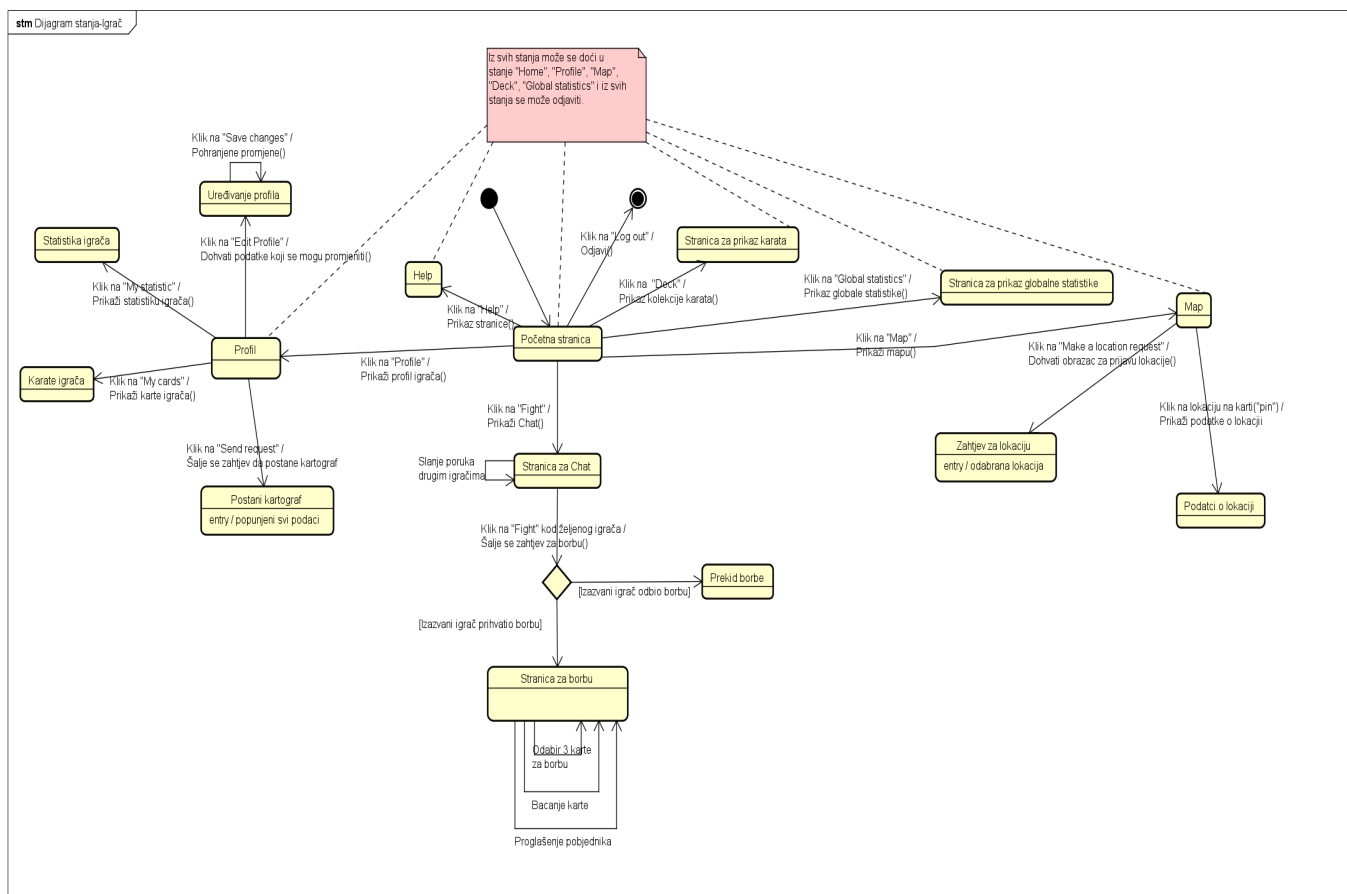 stm Dijagram stanja-Igrač
Iz svih stanja može se doći u
stanje "Home", "Profile", "Map",
"Deck", "Global statistics" i iz svih
stanja se može odjaviti.
Klik na "Save changes" /
Pohranjene promjene()
Uređivanje profila
Statistika igrača
Klik na "Edit Profile" /
Dohvati podatke koji se mogu promjeniti()
Klik na "My statistic" /
Prikaži statistiku igrača()
Help
Klik na "Help" /
Prikaz stranice()
Klik na "Log out" /
Odjavi()
Stranica za prikaz karata
Klik na "Deck" /
Prikaz kolekcije karata()
Klik na "Global statistics" /
Prikaz globale statistike()
Stranica za prikaz globalne statistike
Map
Početna stranica
Klik na "Map" /
Prikaži mapu()
Klik na "Make a location request" /
Dohvati obrazac za prijavu lokacije()
Profil
Klik na "Profile" /
Prikaži profil igrača()
Karate igrača
Klik na "My cards" /
Prikaži karte igrača()
Klik na "Fight" /
Prikaži Chat()
Klik na lokaciju na karti("pin") /
Prikaži podatke o lokacjii
Klik na "Send request" /
Šalje se zahtjev da postane kartograf
Slanje poruka
drugim igračima
Stranica za Chat
Zahtjev za lokaciju
entry / odabrana lokacija
Postani kartograf
entry / popunjeni svi podaci
Podatci o lokaciji
Klik na "Fight" kod željenog igrača /
Šalje se zahtjev za borbu()
Prekid borbe
[Izazvani igrač odbio borbu]
[Izazvani igrač prihvatio borbu]
Stranica za borbu
Odabir 3 karte
za borbu
Bacanje karte
Proglašenje pobjednika